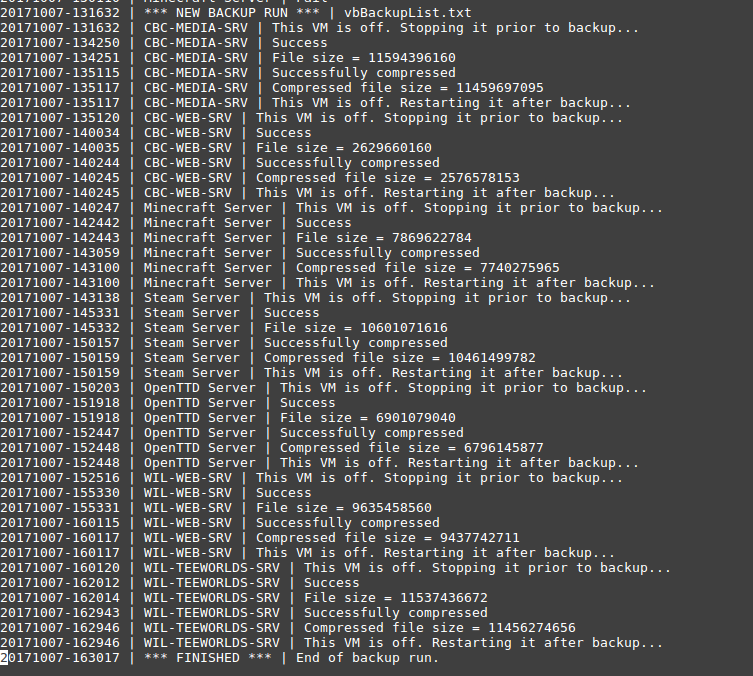 20171007-131632 | *** NEW BACKUP RUN *** | vbBackupList.txt
20171007-131632 | CBC-MEDIA-SRV | This VM is off. Stopping it prior to backup...
20171007-134250 | CBC-MEDIA-SRV | Success
20171007-134251 | CBC-MEDIA-SRV | File size = 11594396160
20171007-135115 | CBC-MEDIA-SRV | Successfully compressed
20171007-135117 | CBC-MEDIA-SRV | Compressed file size = 11459697095
20171007-135117 | CBC-MEDIA-SRV | This VM is off. Restarting it after backup...
20171007-135120 | CBC-WEB-SRV | This VM is off. Stopping it prior to backup...
20171007-140034 | CBC-WEB-SRV | Success
20171007-140035 | CBC-WEB-SRV | File size = 2629660160
20171007-140244 | CBC-WEB-SRV | Successfully compressed
20171007-140245 | CBC-WEB-SRV | Compressed file size = 2576578153
20171007-140245 | CBC-WEB-SRV | This VM is off. Restarting it after backup...
20171007-140247 | Minecraft Server | This VM is off. Stopping it prior to backup...
20171007-142442 | Minecraft Server | Success
20171007-142443 | Minecraft Server | File size = 7869622784
20171007-143059 | Minecraft Server | Successfully compressed
20171007-143100 | Minecraft Server | Compressed file size = 7740275965
20171007-143100 | Minecraft Server | This VM is off. Restarting it after backup...
20171007-143138 | Steam Server | This VM is off. Stopping it prior to backup...
20171007-145331 | Steam Server | Success
20171007-145332 | Steam Server | File size = 10601071616
20171007-150157 | Steam Server | Successfully compressed
20171007-150159 | Steam Server | Compressed file size = 10461499782
20171007-150159 | Steam Server | This VM is off. Restarting it after backup...
20171007-150203 | OpenTTD Server | This VM is off. Stopping it prior to backup...
20171007-151918 | OpenTTD Server | Success
20171007-151918 | OpenTTD Server | File size = 6901079040
20171007-152447 | OpenTTD Server | Successfully compressed
20171007-152448 | OpenTTD Server | Compressed file size = 6796145877
20171007-152448 | OpenTTD Server | This VM is off. Restarting it after backup...
20171007-152516 | WIL-WEB-SRV | This VM is off. Stopping it prior to backup...
20171007-155330 | WIL-WEB-SRV | Success
20171007-155331 | WIL-WEB-SRV | File size = 9635458560
20171007-160115 | WIL-WEB-SRV | Successfully compressed
20171007-160117 | WIL-WEB-SRV | Compressed file size = 9437742711
20171007-160117 | WIL-WEB-SRV | This VM is off. Restarting it after backup...
20171007-160120 | WIL-TEEWORLDS-SRV | This VM is off. Stopping it prior to backup...
20171007-162012 | WIL-TEEWORLDS-SRV | Success
20171007-162014 | WIL-TEEWORLDS-SRV | File size = 11537436672
20171007-162943 | WIL-TEEWORLDS-SRV | Successfully compressed
20171007-162946 | WIL-TEEWORLDS-SRV | Compressed file size = 11456274656
20171007-162946 | WIL-TEEWORLDS-SRV | This VM is off. Restarting it after backup...
20171007-163017 | *** FINISHED *** | End of backup run.